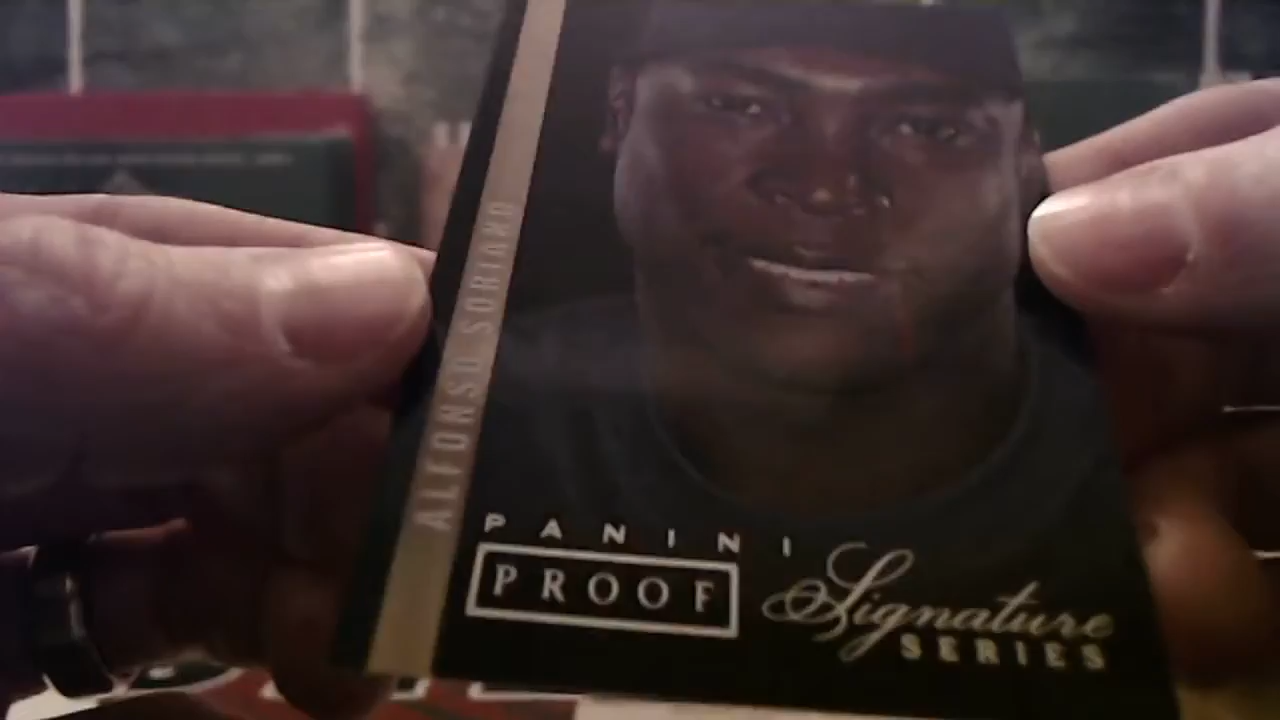 ALFONSO SORIANO
PANINI
PROOF
Signature
SERIES